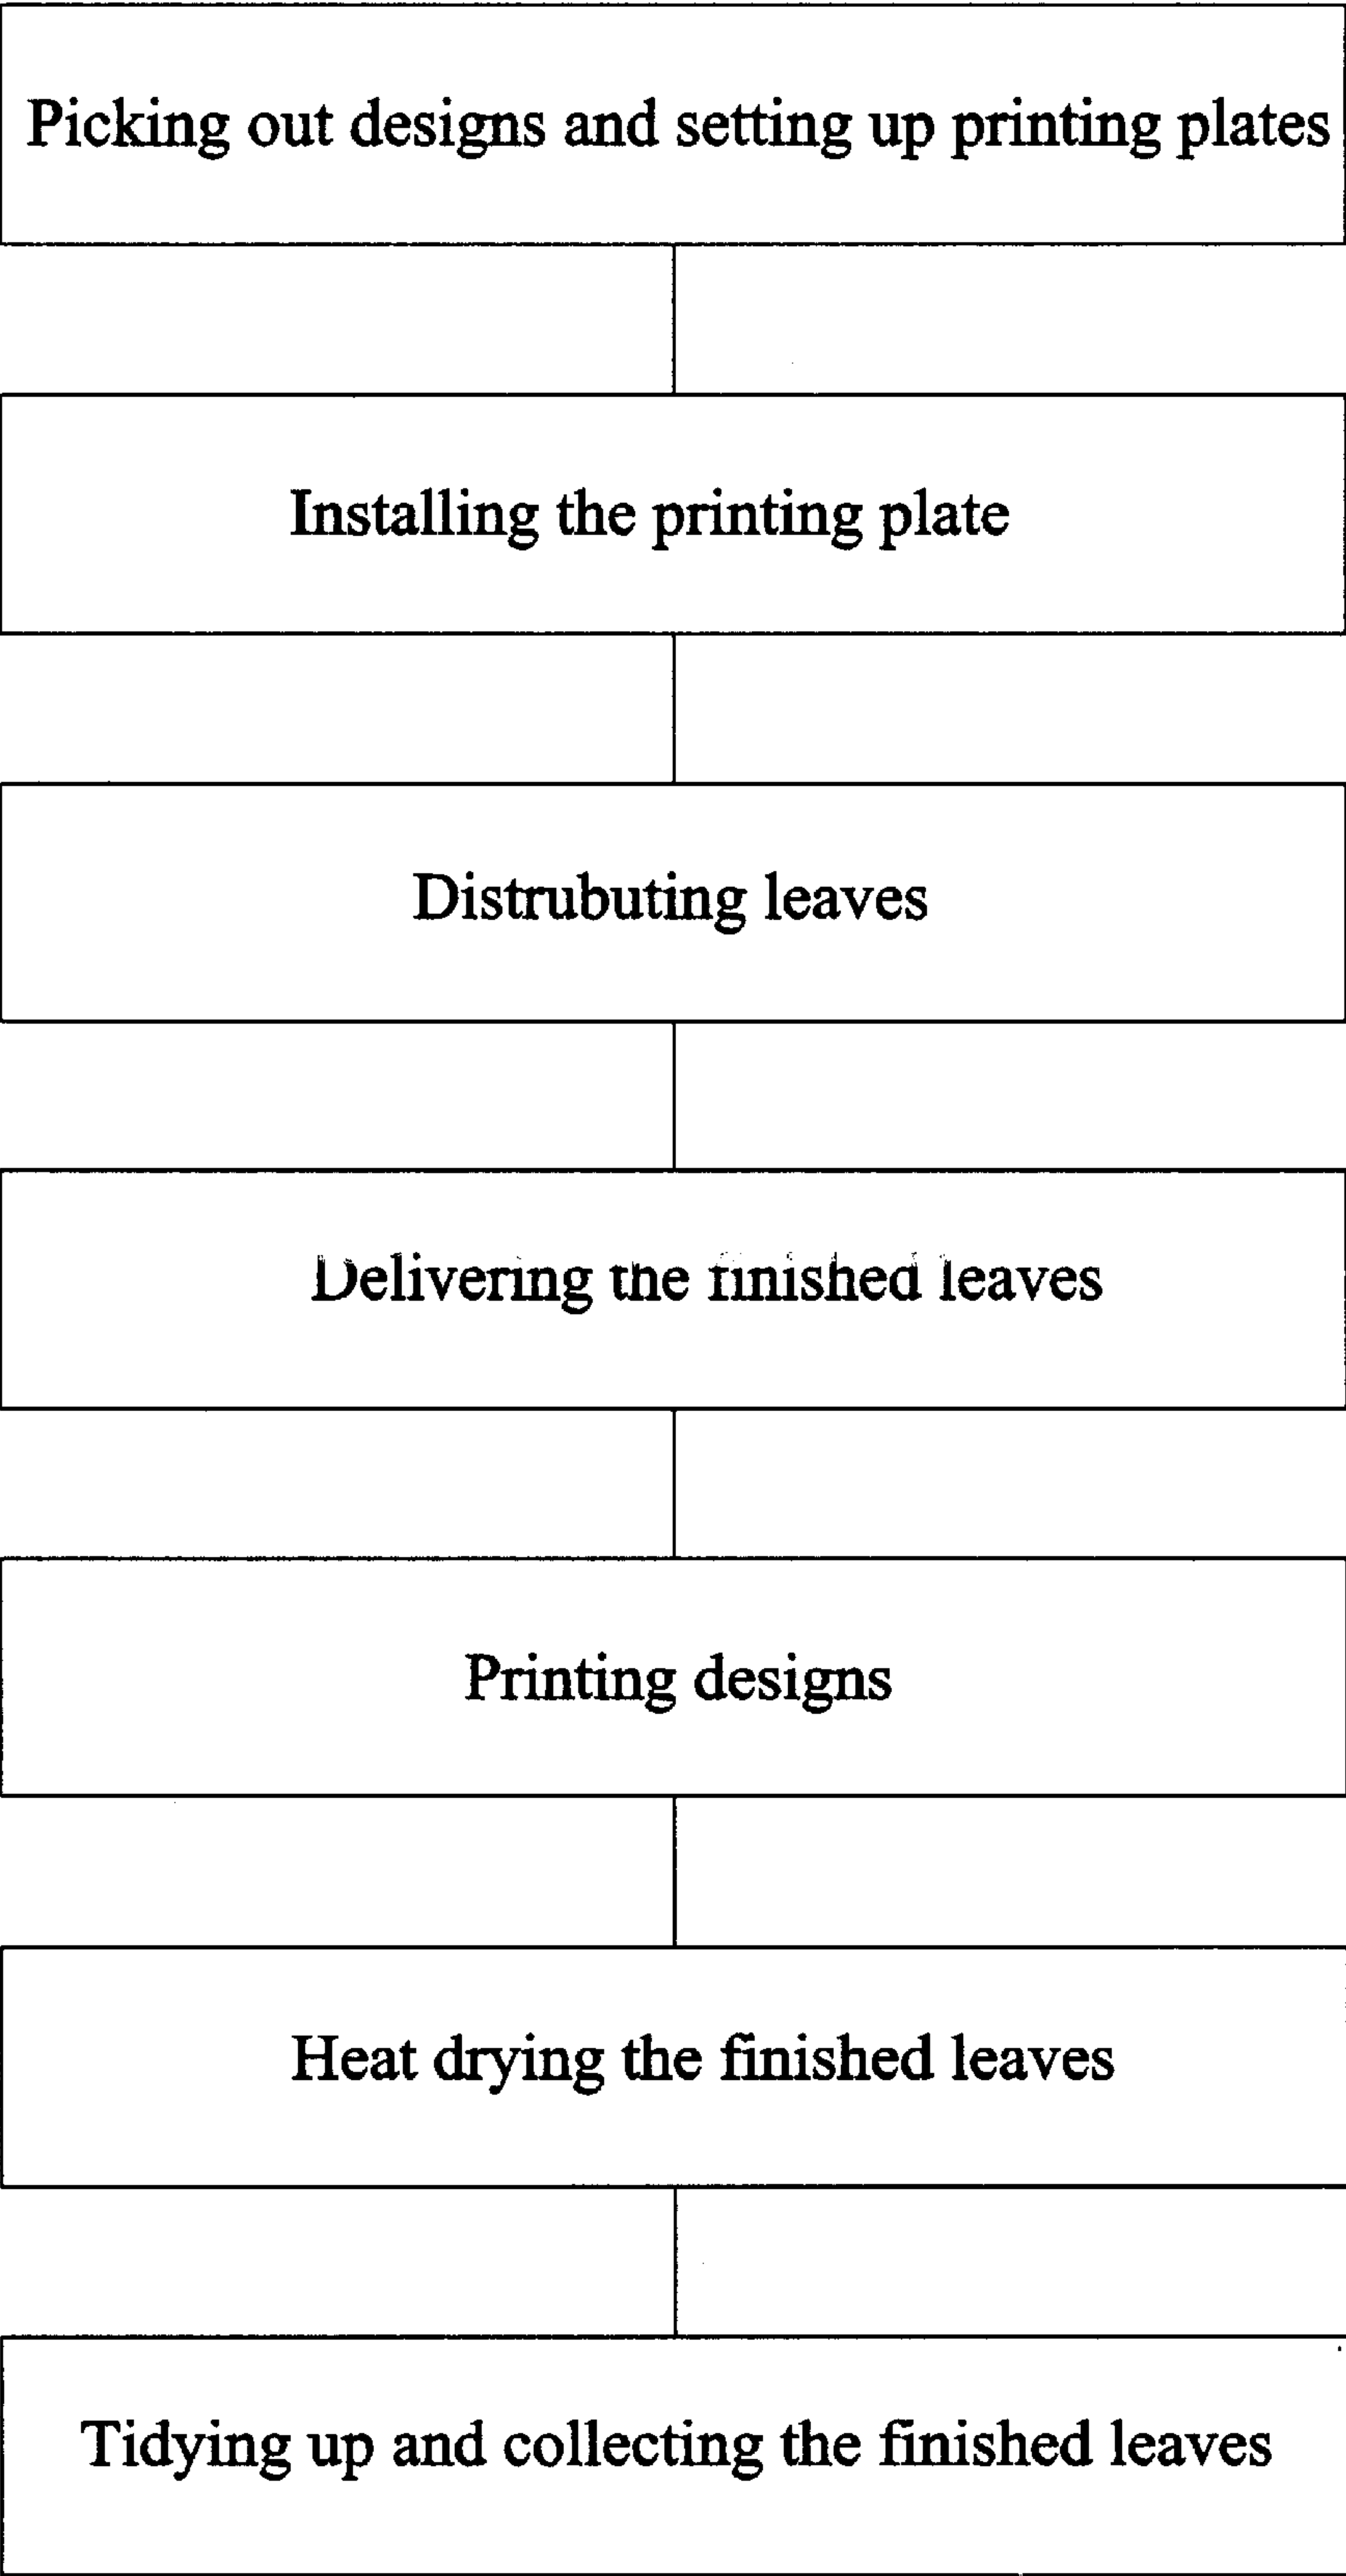 Picking out designs and setting up printing plates
Installing the printing plate
Distrubuting leaves
Delivering the finished leaves
Printing designs
Heat drying the finished leaves
Tidying up and collecting the finished leaves